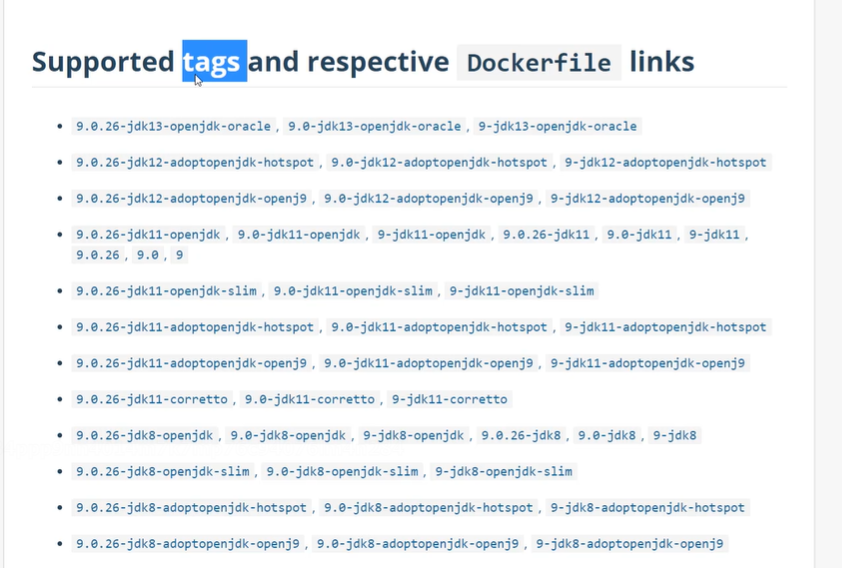 Supported tags and respective Dockerfile links
9.0.26-jdk13-openjdk-oracle , 9.0-jdk13-openjdk-oracle , 9-jdk13-openjdk-oracle
9.0.26-jdk12-adoptopenjdk-hotspot , 9.0-jdk12-adoptopenjdk-hotspot , 9-jdk12-adoptopenjdk-hotspot
9.0.26-jdk12-adoptopenjdk-openj9 , 9.0-jdk12-adoptopenjdk-openj9 , 9-jdk12-adoptopenjdk-openj9
9.0.26-jdk11-openjdk , 9.0-jdk11-openjdk , 9-jdk11-openjdk , 9.0.26-jdk11 , 9.0-jdk11 , 9-jdk11 ,
9.0.26 , 9.0 , 9
9.0.26-jdk11-openjdk-slim , 9.0-jdk11-openjdk-slim , 9-jdk11-openjdk-slim
9.0.26-jdk11-adoptopenjdk-hotspot , 9.0-jdk11-adoptopenjdk-hotspot , 9-jdk11-adoptopenjdk-hotspot
9.0.26-jdk11-adoptopenjdk-openj9 , 9.0-jdk11-adoptopenjdk-openj9 , 9-jdk11-adoptopenjdk-openj9
9.0.26-jdk11-corretto , 9.0-jdk11-corretto , 9-jdk11-corretto
9.0.26-jdk8-openjdk , 9.0-jdk8-openjdk , 9-jdk8-openjdk , 9.0.26-jdk8 , 9.0-jdk8 , 9-jdk8
9.0.26-jdk8-openjdk-slim , 9.0-jdk8-openjdk-slim , 9-jdk8-openjdk-slim
9.0.26-jdk8-adoptopenjdk-hotspot , 9.0-jdk8-adoptopenjdk-hotspot , 9-jdk8-adoptopenjdk-hotspot
9.0.26-jdk8-adoptopenjdk-openj9 , 9.0-jdk8-adoptopenjdk-openj9 , 9-jdk8-adoptopenjdk-openj9